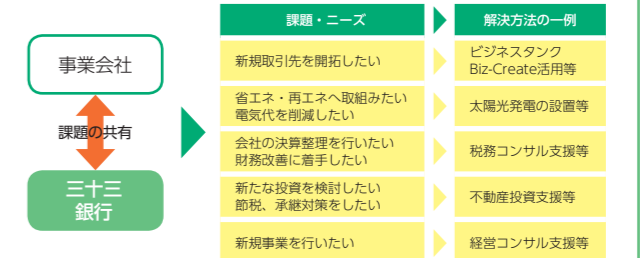 事業会社
課題の共有
三十三
銀行
課題・ニーズ
解決方法の一例
新規取引先を開拓したい
ビジネスタンク
Biz-Create活用等
省エネ・再エネへ取組みたい
電気代を削減したい
太陽光発電の設置等
会社の決算整理を行いたい
財務改善に着手したい
税務コンサル支援等
新たな投資を検討したい
節税、承継対策をしたい
不動産投資支援等
新規事業を行いたい
経営コンサル支援等